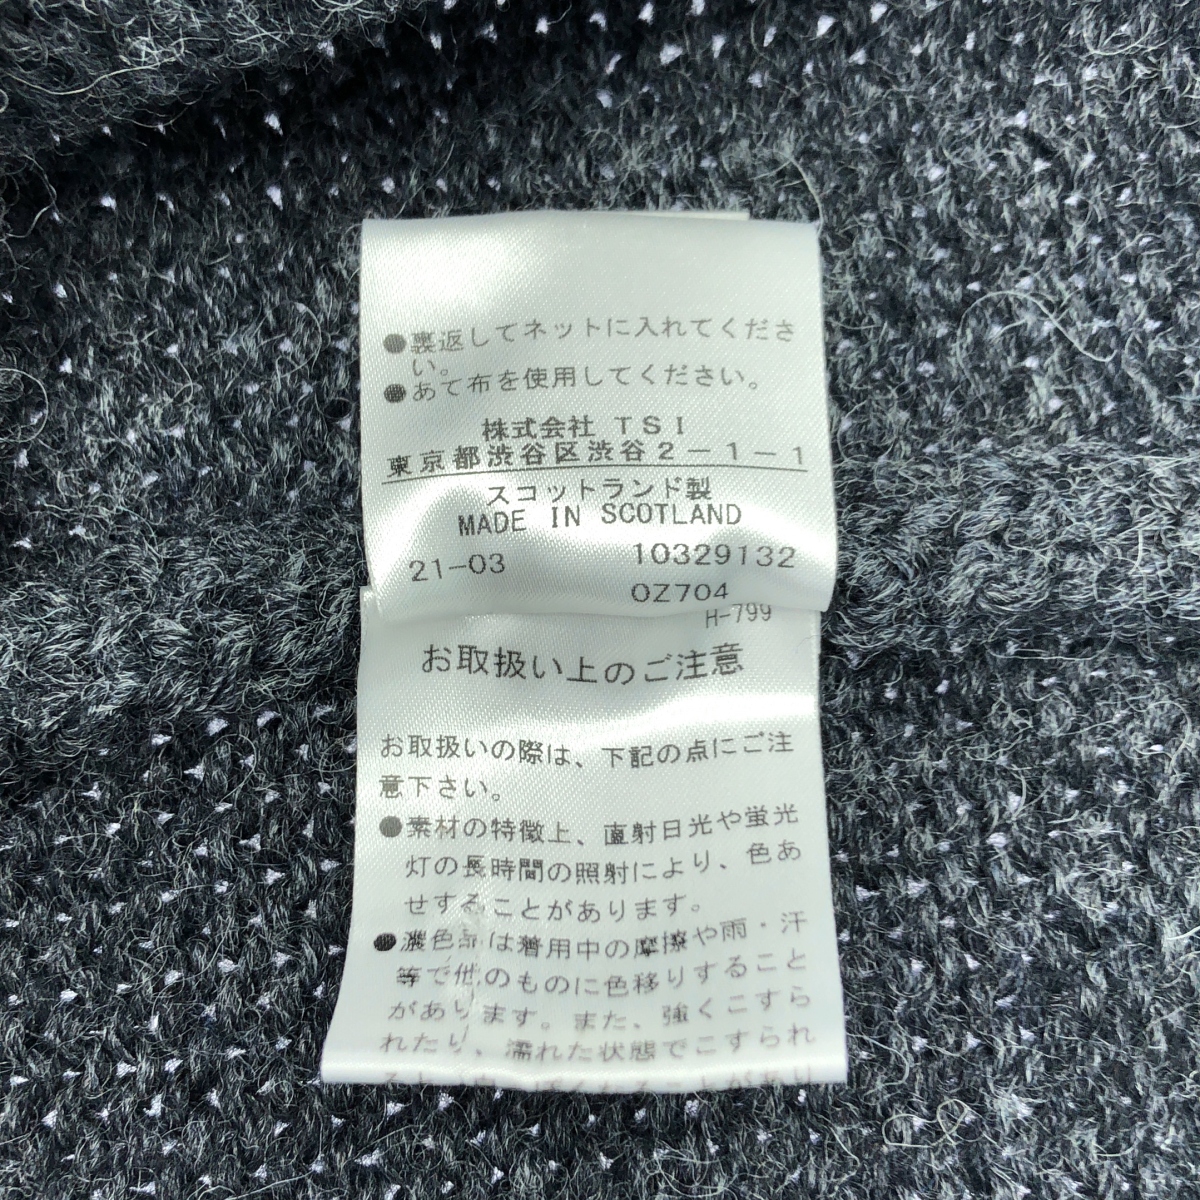 ●裏返してネットに入れてくださ
い。
●あて布を使用してください。
株式会社 TSI
東京都渋谷区渋谷2-1-1
スコットランド製
MADE IN SCOTLAND
21-03 10329132
0Z704
H-799
お取扱い上のご注意
お取扱いの際は、下記の点にご注
意下さい。
●素材の特徴上、直射日光や蛍光
灯の長時間の照射により、色あ
せすることがあります。
●濃色品は着用中の摩擦や雨・汗
等で他のものに色移りすること
があります。また、強くこすら
れたり、濡れた状態でこすられ